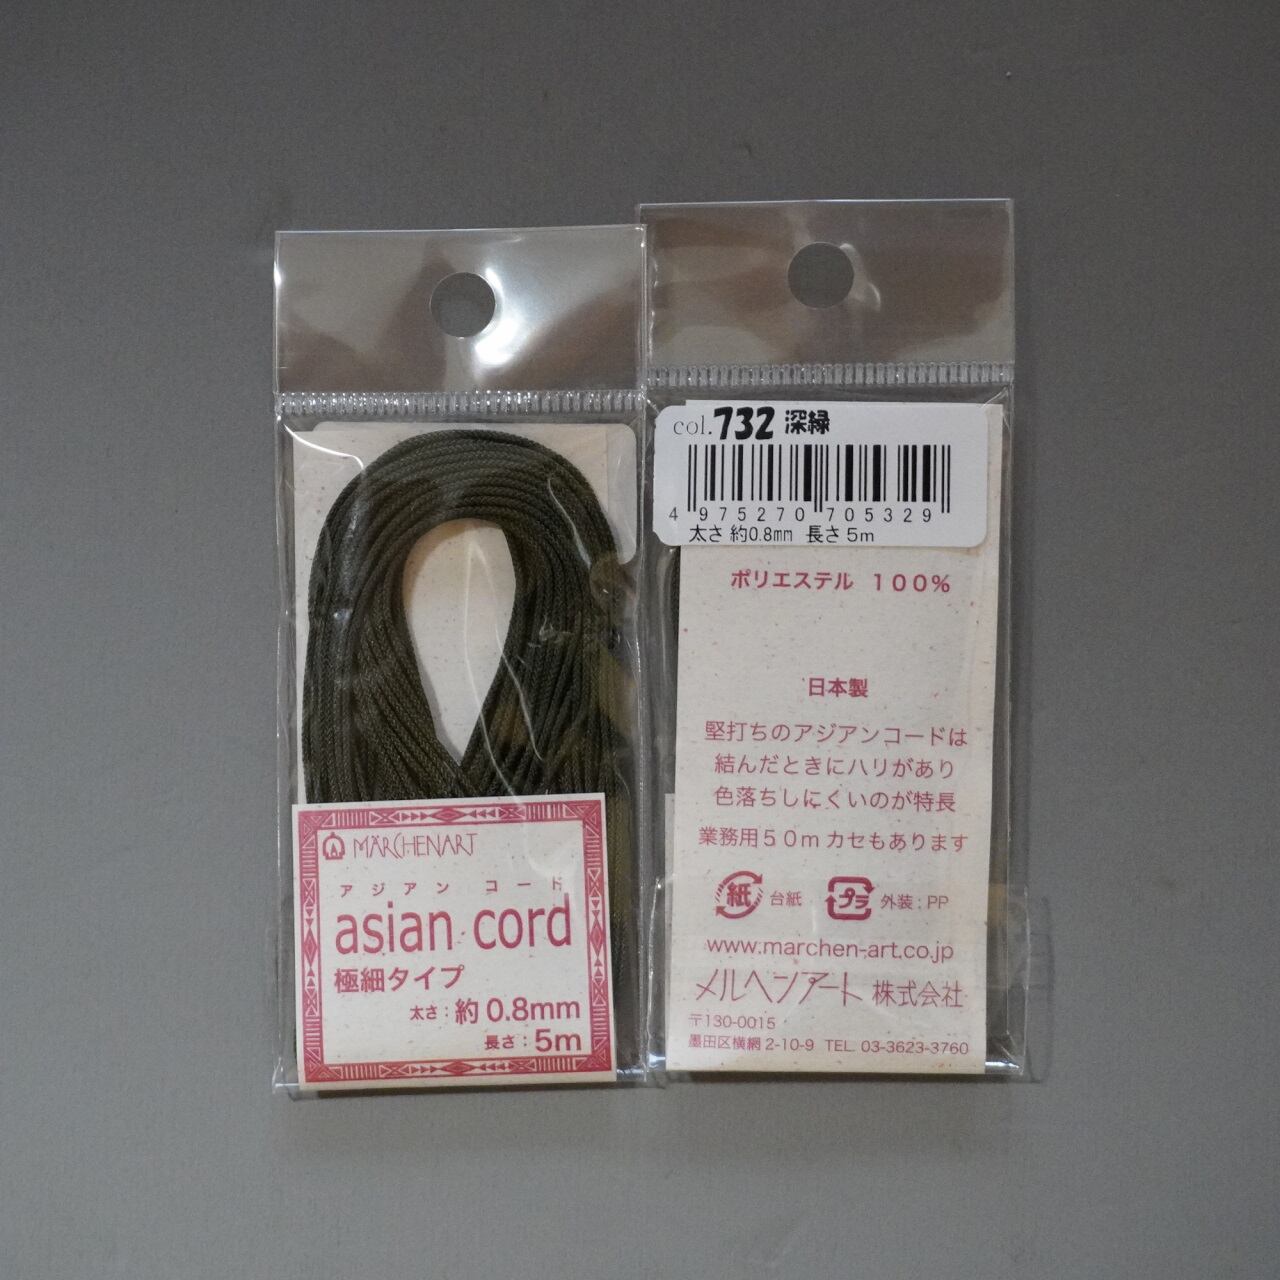 MÄRCHENART
アジアン コード
asian cord
極細タイプ
太さ：約0.8mm
長さ：5m
col.732 深緑
4 975270 705329
太さ 約0.8mm 長さ5m
ポリエステル 100%
日本製
堅打ちのアジアンコードは
結んだときにハリがあり
色落ちしにくいのが特長
業務用50mカセもあります
紙 台紙 プラ 外装：PP
www.marchen-art.co.jp
メルヘンアート 株式会社
〒130-0015
墨田区横網2-10-9 TEL. 03-3623-3760